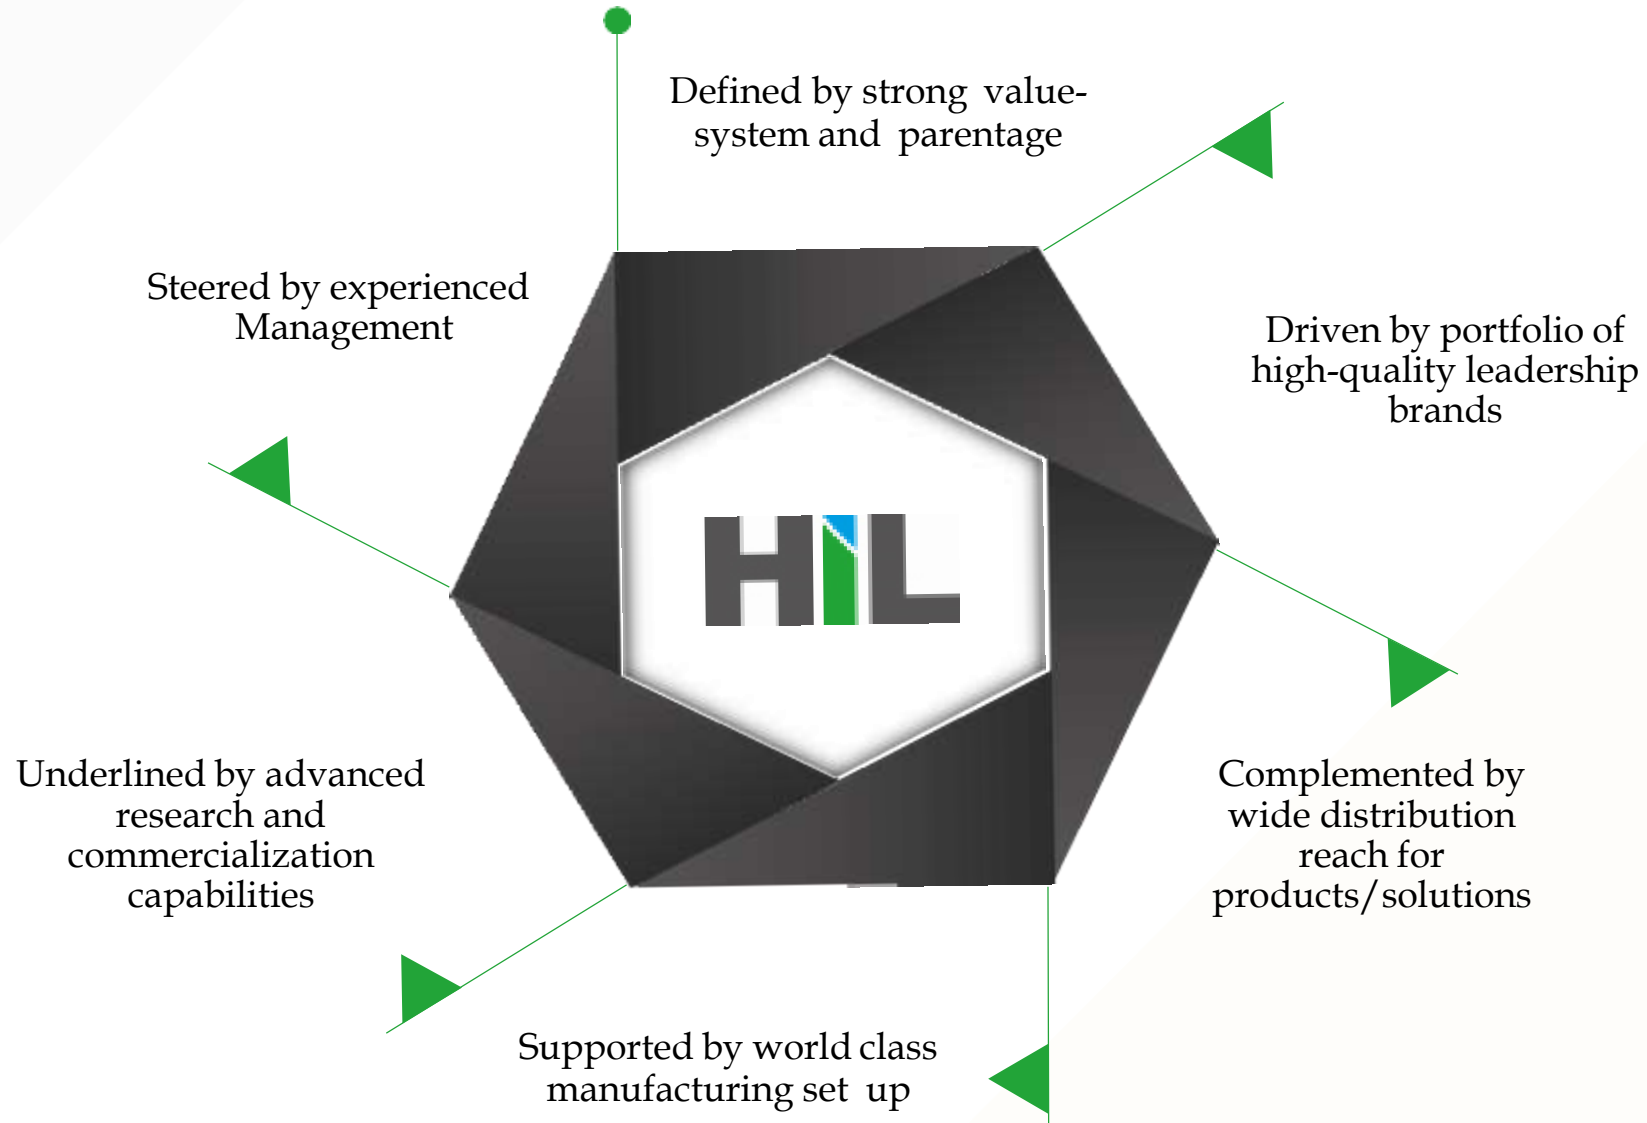 Defined by strong value-
system and parentage
Steered by experienced
Management
Driven by portfolio of
high-quality leadership
brands
HIL
Underlined by advanced
research and
commercialization
capabilities
Complemented by
wide distribution
reach for
products/solutions
Supported by world class
manufacturing set up